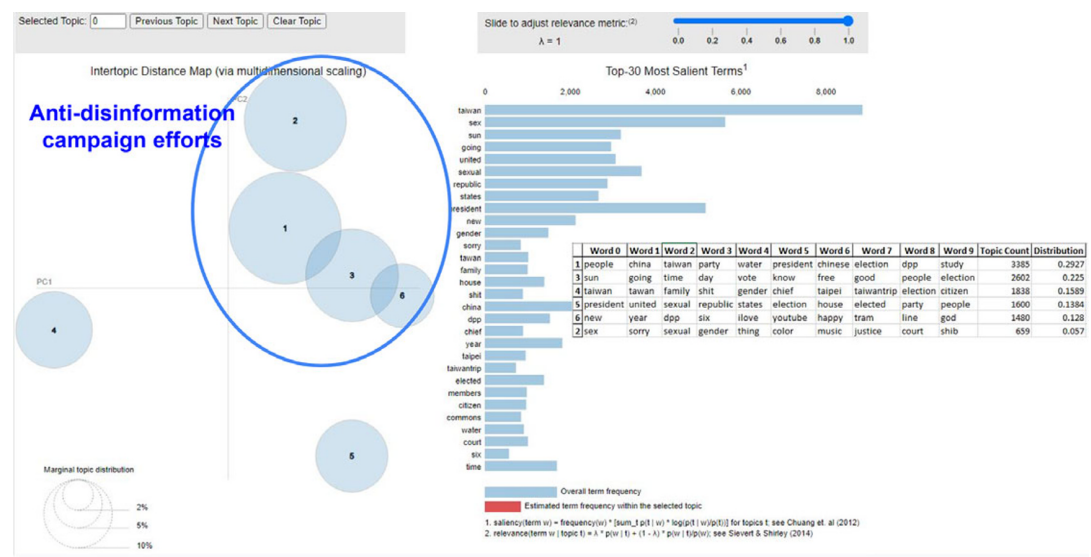 Selected Topic: 0 Previous Topic Next Topic Clear Topic
Slide to adjust relevance metric:(2)
λ = 1
0.0 0.2 0.4 0.6 0.8 1.0
Intertopic Distance Map (via multidimensional scaling)
Anti-disinformation
campaign efforts
PC2
PC1
2
1
3
6
4
5
Marginal topic distribution
2%
5%
10%
Top-30 Most Salient Terms1
0 2,000 4,000 6,000 8,000
taiwan
sex
sun
going
united
sexual
republic
states
resident
new
gender
sorry
tawan
family
house
shit
china
dpp
chief
year
taipei
taiwantrip
elected
members
citizen
commons
water
court
six
time
Word 0 Word 1 Word 2 Word 3 Word 4 Word 5 Word 6 Word 7 Word 8 Word 9 Topic Count Distribution
1 people china taiwan party water president chinese election dpp study 3385 0.2927
3 sun going time day vote know free good people election 2602 0.225
4 taiwan tawan family shit gender chief taipei taiwantrip election citizen 1838 0.1589
5 president united sexual republic states election house elected party people 1600 0.1384
6 new year dpp six ilove youtube happy tram line god 1480 0.128
2 sex sorry sexual gender thing color music justice court shib 659 0.057
Overall term frequency
Estimated term frequency within the selected topic
1. saliency(term w) = frequency(w) * [sum_t p(t | w) * log(p(t | w)/p(t))] for topics t; see Chuang et. al (2012)
2. relevance(term w | topic t) = λ * p(w | t) + (1 - λ) * p(w | t)/p(w); see Sievert & Shirley (2014)